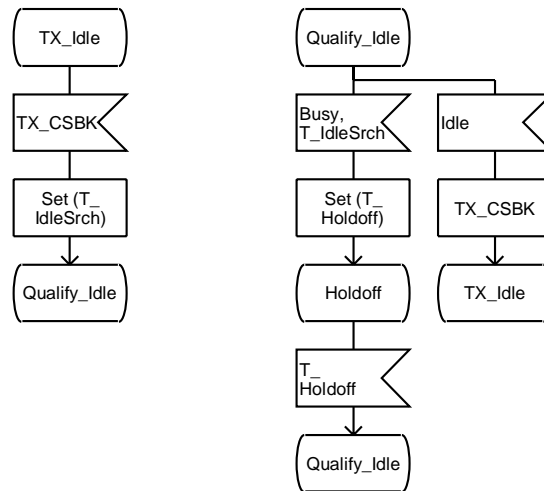 TX_Idle
TX_CSBK
Set (T_
IdleSrch)
Qualify_Idle
Qualify_Idle
Busy,
T_IdleSrch
Set (T_
Holdoff)
Holdoff
T_
Holdoff
Qualify_Idle
Idle
TX_CSBK
TX_Idle